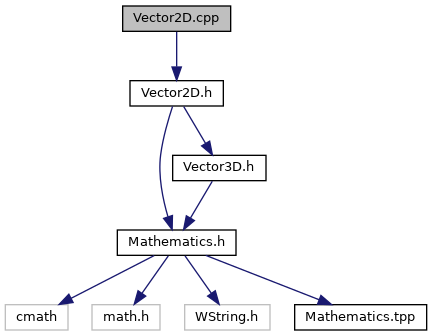 Vector2D.cpp
Vector2D.h
Vector3D.h
Mathematics.h
cmath
math.h
WString.h
Mathematics.tpp